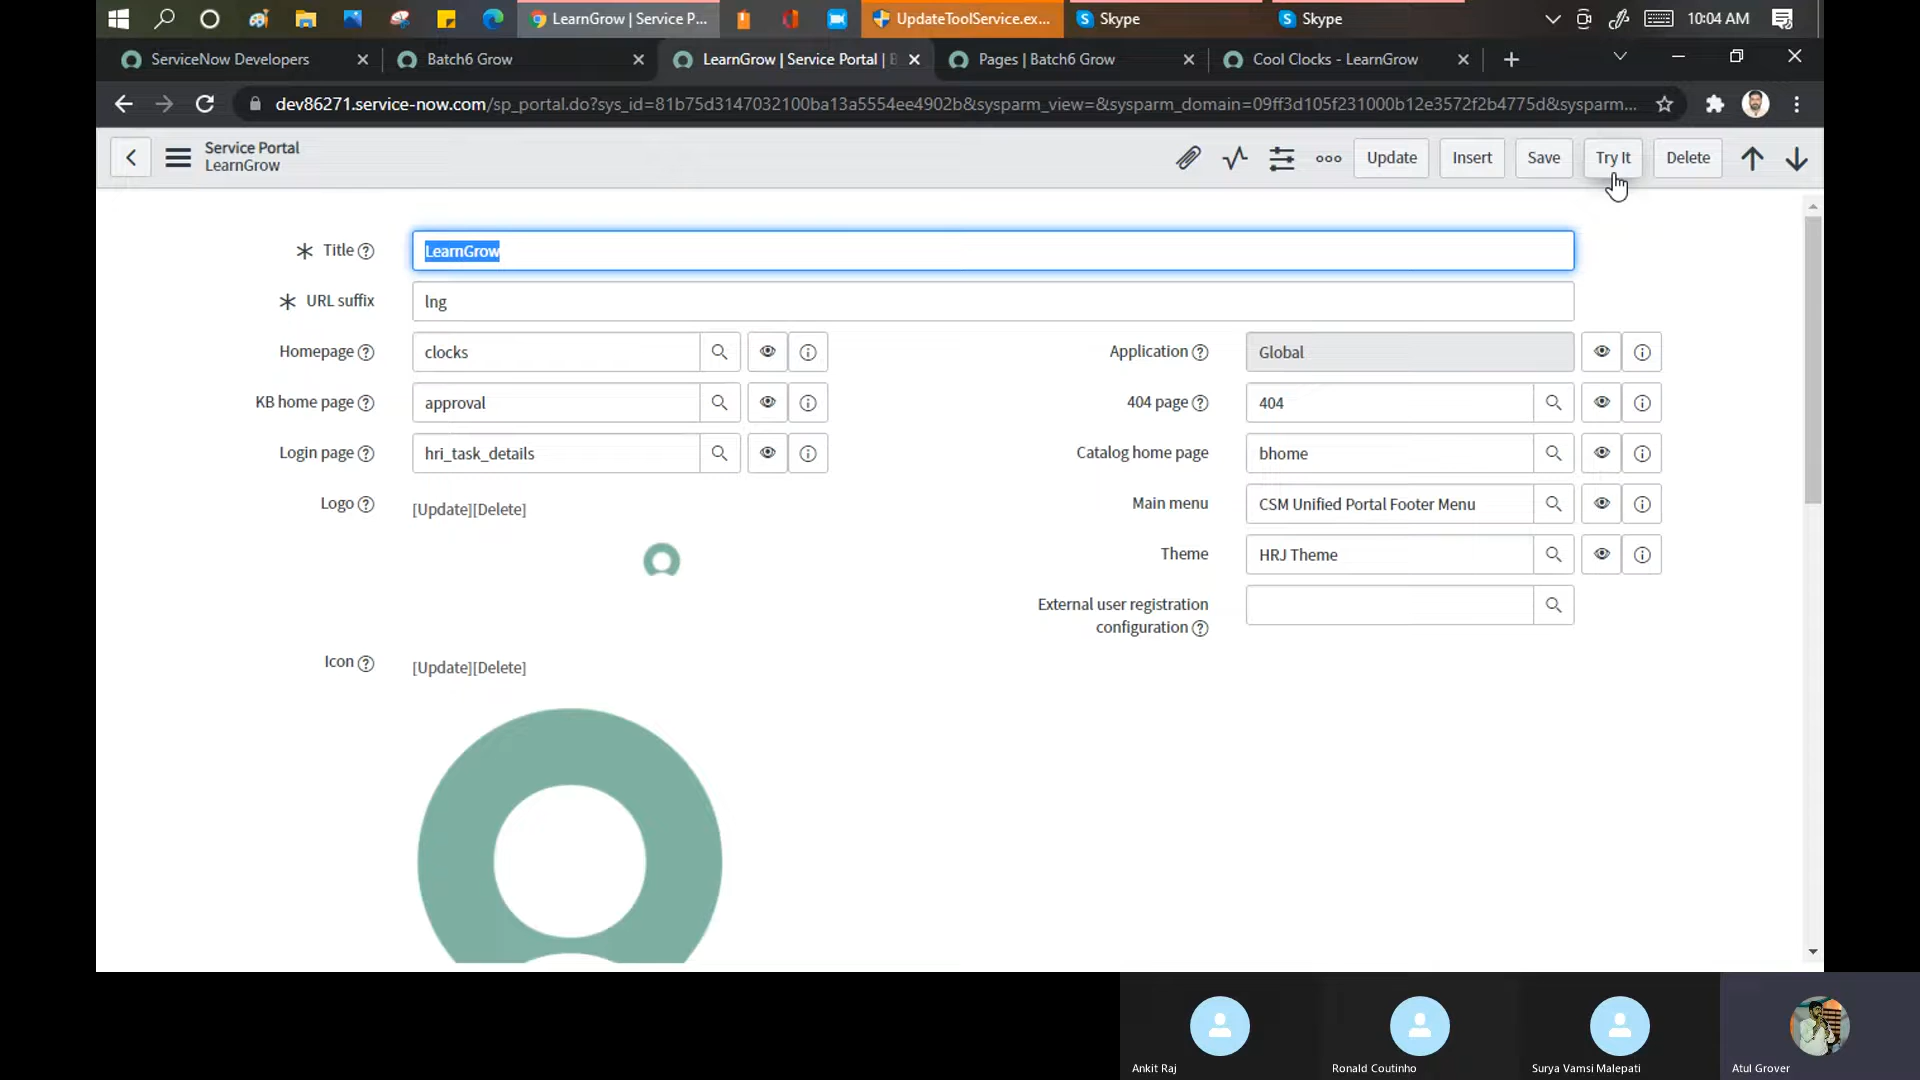 LearnGrow | Service P...
UpdateToolService.ex...
Skype
Skype
10:04 AM
ServiceNow Developers
Batch6 Grow
LearnGrow | Service Portal | B
Pages | Batch6 Grow
Cool Clocks - LearnGrow
dev86271.service-now.com/sp_portal.do?sys_id=81b75d3147032100ba13a5554ee4902b&sysparm_view=&sysparm_domain=09ff3d105f231000b12e3572f2b4775d&sysparm...
Service Portal
LearnGrow
Update
Insert
Save
Try It
Delete
Title
LearnGrow
URL suffix
lng
Homepage
clocks
Application
Global
KB home page
approval
404 page
404
Login page
hri_task_details
Catalog home page
bhome
Logo
[Update][Delete]
Main menu
CSM Unified Portal Footer Menu
Theme
HRJ Theme
External user registration
configuration
Icon
[Update][Delete]
Ankit Raj
Ronald Coutinho
Surya Vamsi Malepati
Atul Grover